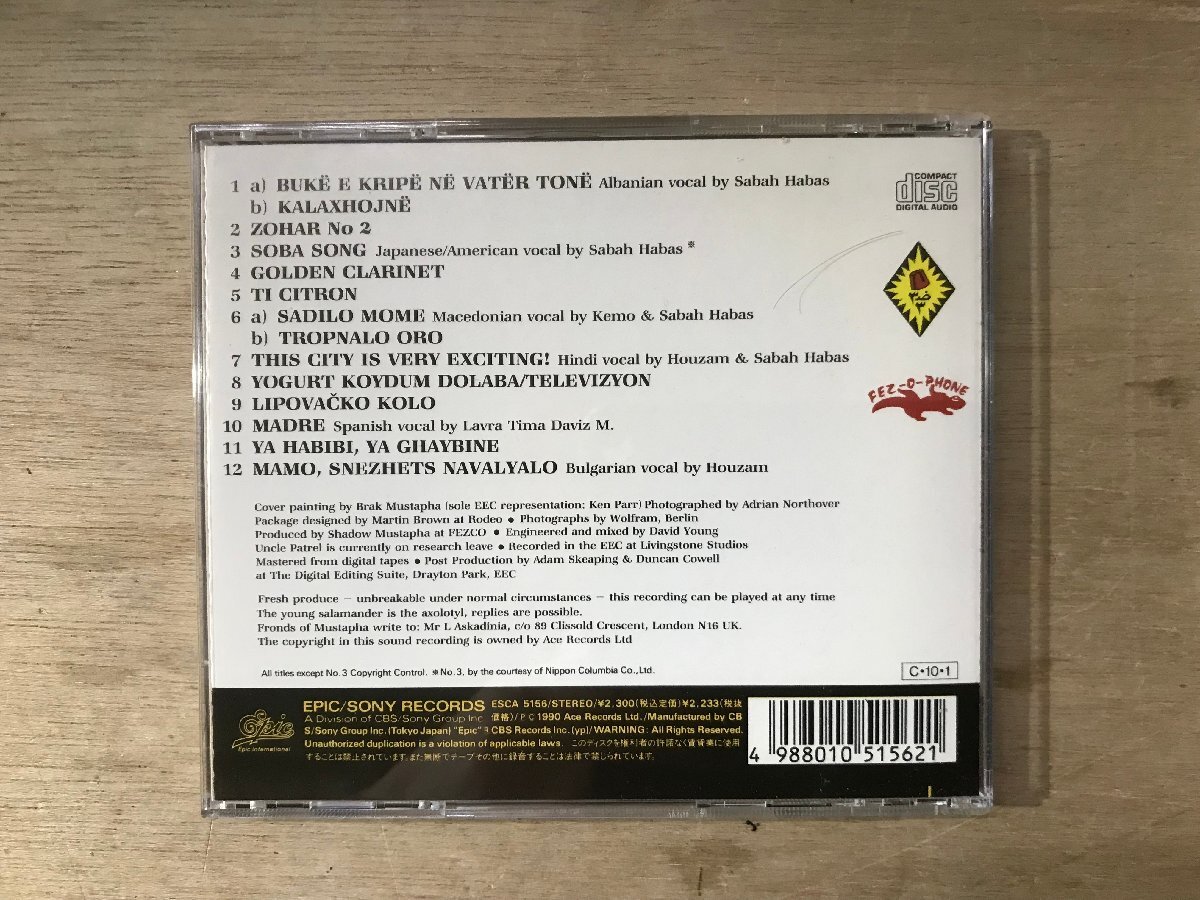 1 a) BUKË E KRIPË NË VATËR TONË Albanian vocal by Sabah Habas
b) KALAXHOJNË
2 ZOHAR No 2
3 SOBA SONG Japanese/American vocal by Sabah Habas ※
4 GOLDEN CLARINET
5 TI CITRON
6 a) SADILO MOME Macedonian vocal by Kemo & Sabah Habas
b) TROPNALO ORO
7 THIS CITY IS VERY EXCITING! Hindi vocal by Houzam & Sabah Habas
8 YOGURT KOYDUM DOLABA/TELEVIZYON
9 LIPOVAČKO KOLO
10 MADRE Spanish vocal by Lavra Tima Daviz M.
11 YA HABIBI, YA GHAYBINE
12 MAMO, SNEZHETS NAVALYALO Bulgarian vocal by Houzam
COMPACT
disc
DIGITAL AUDIO
FEZ-O-PHONE
Cover painting by Brak Mustapha (sole EEC representation: Ken Parr) Photographed by Adrian Northover
Package designed by Martin Brown at Rodeo ● Photographs by Wolfram, Berlin
Produced by Shadow Mustapha at FEZCO ● Engineered and mixed by David Young
Uncle Patrel is currently on research leave ● Recorded in the EEC at Livingstone Studios
Mastered from digital tapes ● Post Production by Adam Skeaping & Duncan Cowell
at The Digital Editing Suite, Drayton Park, EEC
Fresh produce – unbreakable under normal circumstances – this recording can be played at any time
The young salamander is the axolotyl, replies are possible.
Fronds of Mustapha write to: Mr L Askadinia, c/o 89 Clissold Crescent, London N16 UK.
The copyright in this sound recording is owned by Ace Records Ltd
All titles except No.3 Copyright Control. ※No.3, by the courtesy of Nippon Columbia Co.,Ltd.
C・10・1
Epic
Epic International
EPIC/SONY RECORDS
A Division of CBS/Sony Group Inc.
ESCA 5156/STEREO/¥2,300(税込定価)¥2,233(税抜
価格)/P C 1990 Ace Records Ltd./Manufactured by CB
S/Sony Group Inc.(Tokyo Japan) "Epic" CBS Records Inc.(yp)/WARNING: All Rights Reserved.
Unauthorized duplication is a violation of applicable laws. このディスクを権利者の許諾なく賃貸業に使用
することは禁止されています。また無断でテープその他に録音することは法律で禁じられています。
4 988010 515621